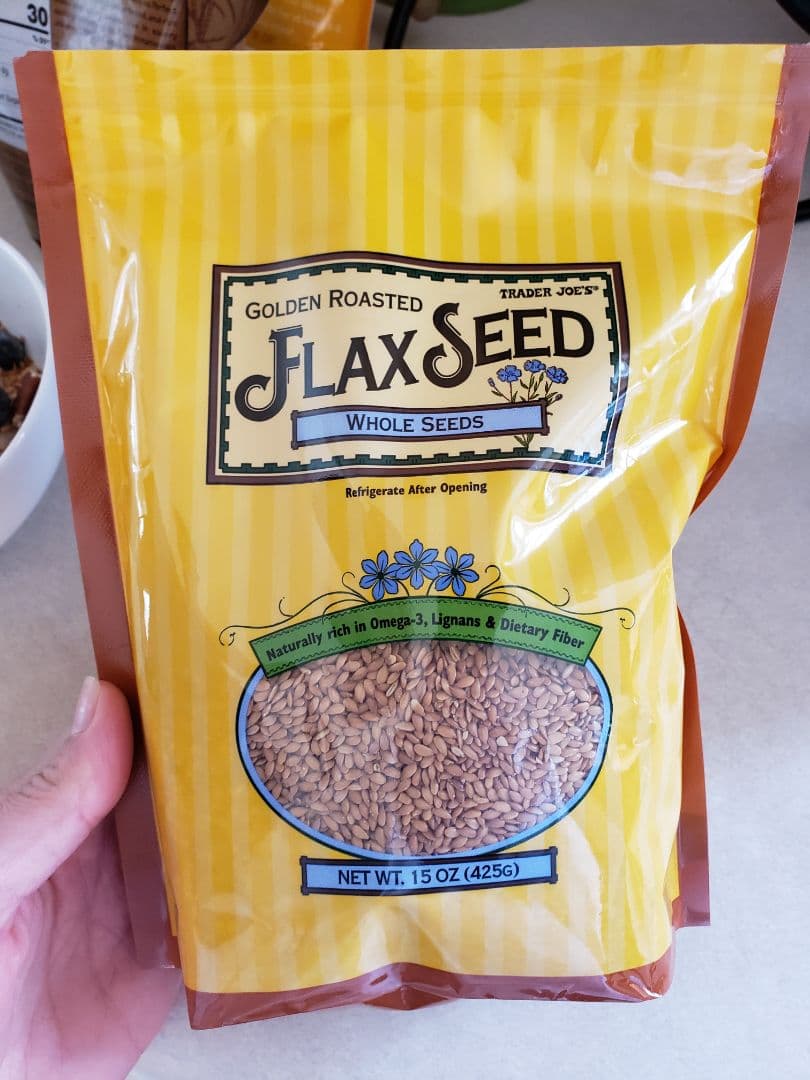 30
GOLDEN ROASTED
TRADER JOE'S®
FLAX SEED
WHOLE SEEDS
Refrigerate After Opening
Naturally rich in Omega-3, Lignans & Dietary Fiber
NET WT. 15 OZ (425G)